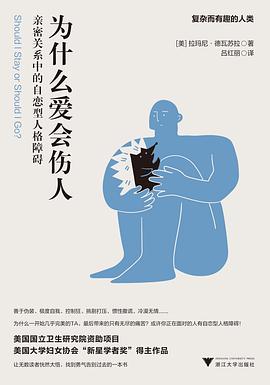 复杂而有趣的人类
[美] 拉玛尼·德瓦苏拉 ◎ 著
吕红丽 ◎ 译
为什么爱会伤人
亲密关系中的自恋型人格障碍
Should I Stay or Should I Go?
善于伪装、极度自我、控制狂、挑剔打压、惯性撒谎、冷漠无情……
为什么一开始几乎完美的TA，最后带来的只有无尽的痛苦？或许你正在面对的人有自恋型人格障碍！
美国国立卫生研究院资助项目
美国大学妇女协会“新星学者奖”得主作品
让无数读者恍然大悟，找到勇气告别过去的一本书
浙江大学出版社